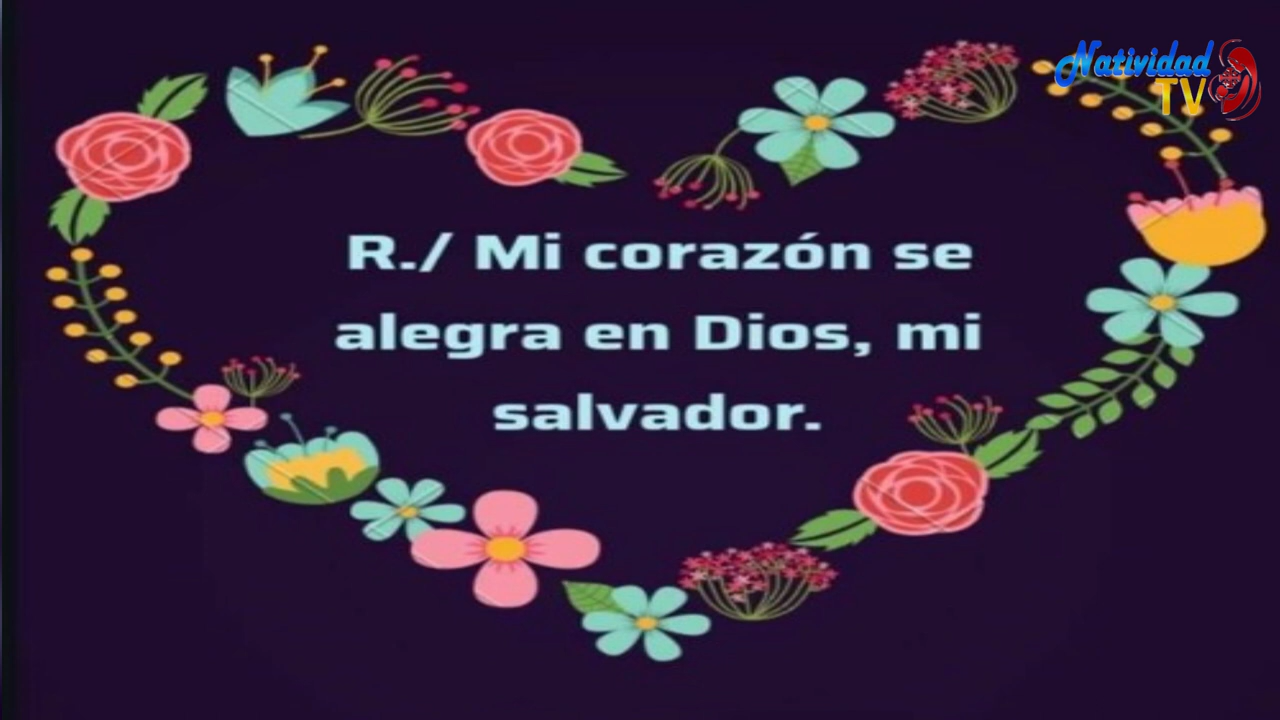 Natividad
TV
R./ Mi corazón se
alegra en Dios, mi
salvador.